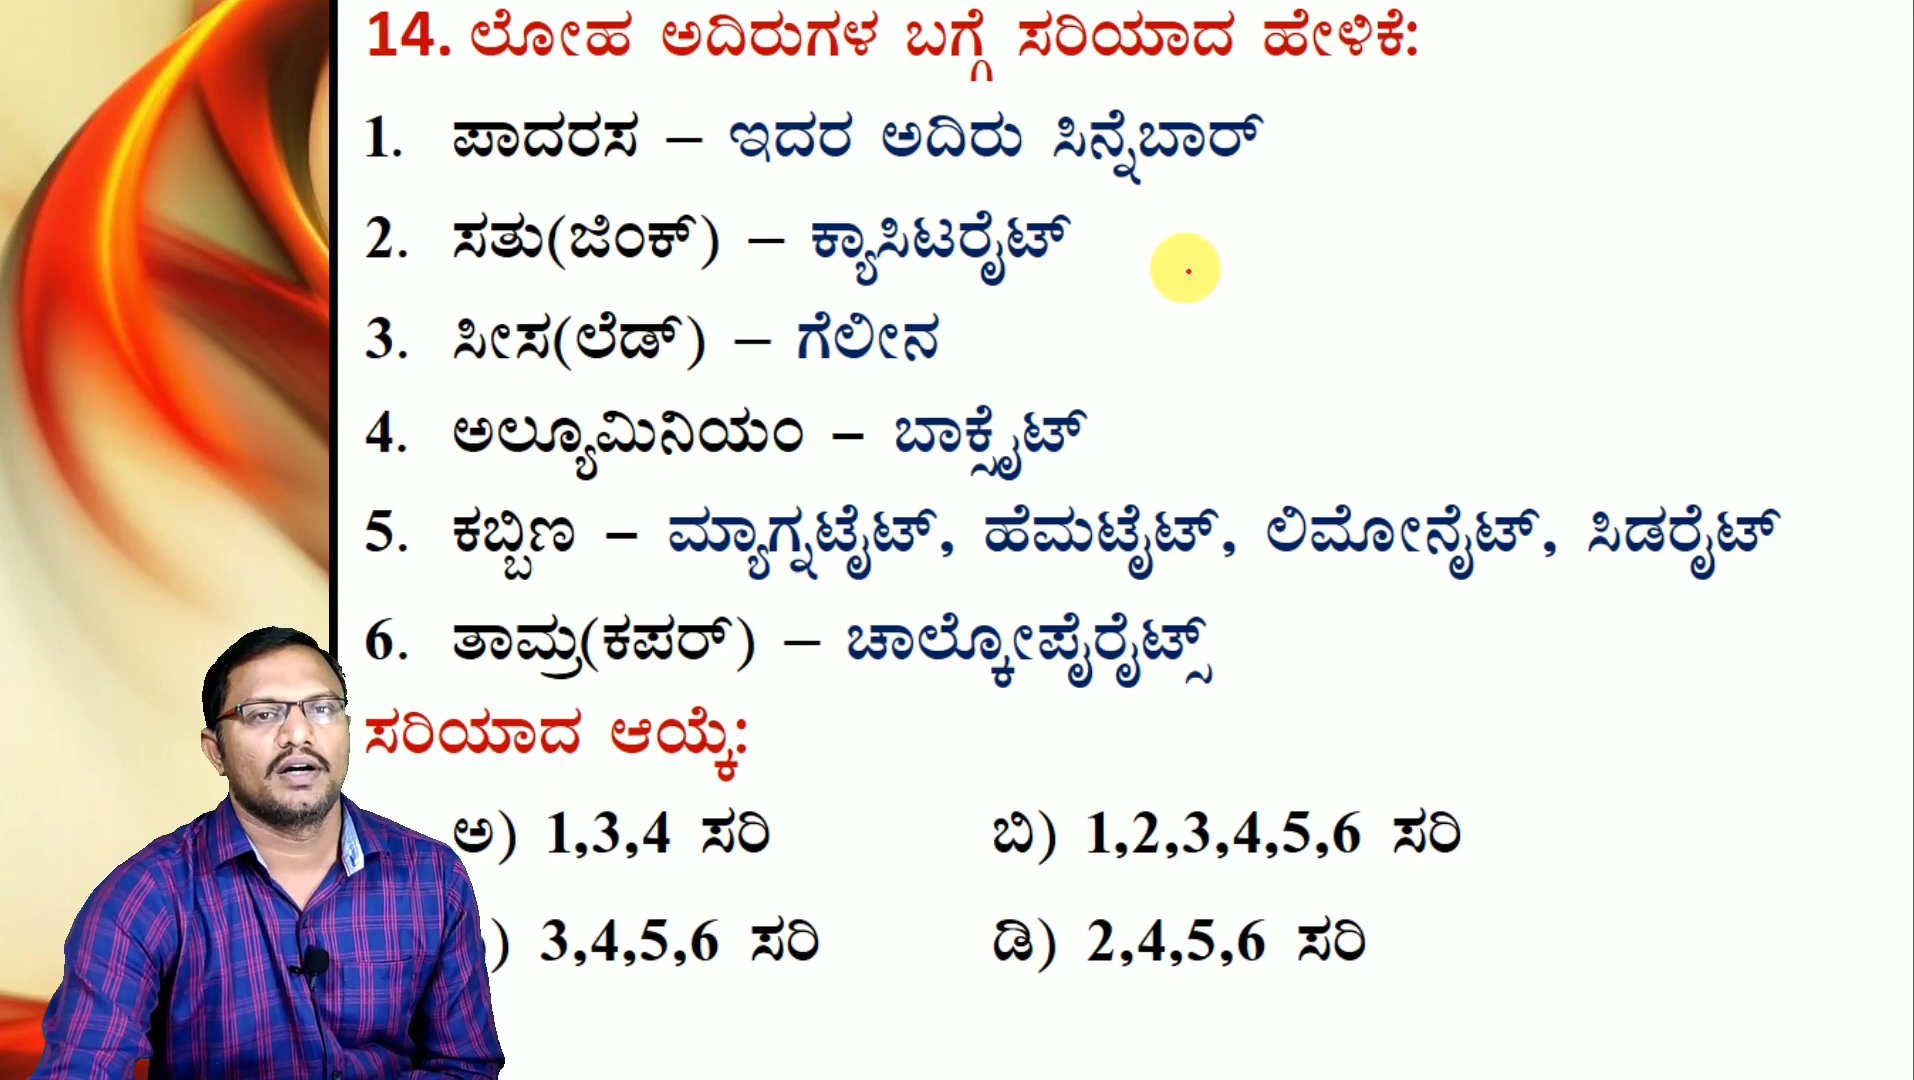 14. ಲೋಹ ಅದಿರುಗಳ ಬಗ್ಗೆ ಸರಿಯಾದ ಹೇಳಿಕೆ:
1. ಪಾದರಸ – ಇದರ ಅದಿರು ಸಿನ್ನೆಬಾರ್
2. ಸತು(ಜಿಂಕ್) – ಕ್ಯಾಸಿಟರೈಟ್
3. ಸೀಸ(ಲೆಡ್) – ಗೆಲೀನ
4. ಅಲ್ಯೂಮಿನಿಯಂ – ಬಾಕ್ಸೈಟ್
5. ಕಬ್ಬಿಣ – ಮ್ಯಾಗ್ನಟೈಟ್, ಹೆಮಟೈಟ್, ಲಿಮೋನೈಟ್, ಸಿಡರೈಟ್
6. ತಾಮ್ರ(ಕಪರ್) – ಚಾಲ್ಕೋಪೈರೈಟ್ಸ್
ಸರಿಯಾದ ಆಯ್ಕೆ:
ಅ) 1,3,4 ಸರಿ ಬಿ) 1,2,3,4,5,6 ಸರಿ
) 3,4,5,6 ಸರಿ ಡಿ) 2,4,5,6 ಸರಿ